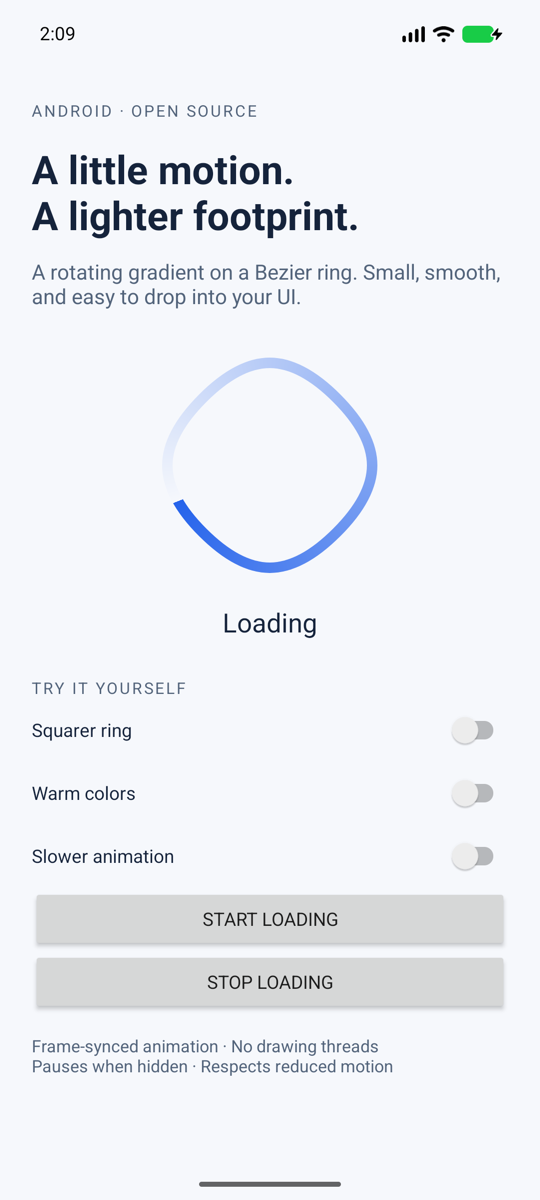 2:09
ANDROID · OPEN SOURCE
A little motion.
A lighter footprint.
A rotating gradient on a Bezier ring. Small, smooth,
and easy to drop into your UI.
Loading
TRY IT YOURSELF
Squarer ring
Warm colors
Slower animation
START LOADING
STOP LOADING
Frame-synced animation · No drawing threads
Pauses when hidden · Respects reduced motion